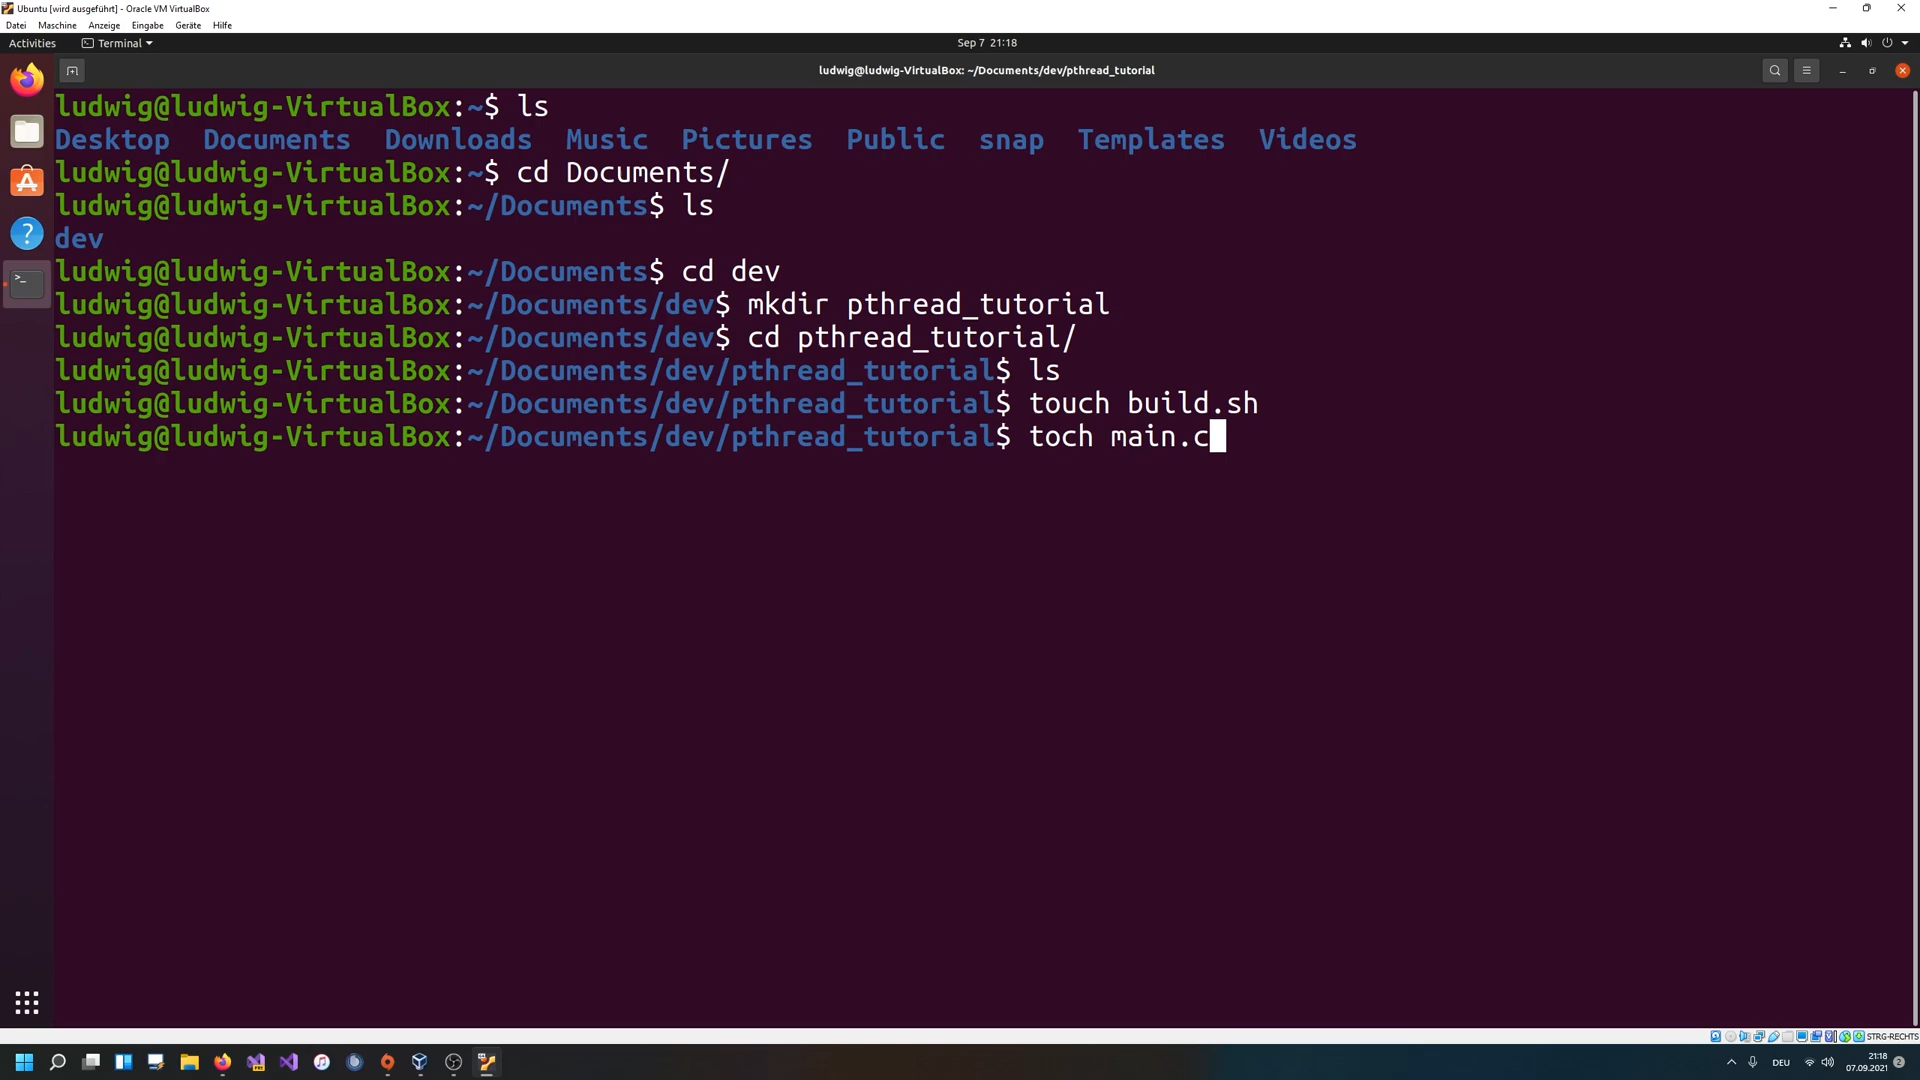 Ubuntu [wird ausgeführt] - Oracle VM VirtualBox
Datei Maschine Anzeige Eingabe Geräte Hilfe
Activities Terminal Sep 7 21:18
ludwig@ludwig-VirtualBox: ~/Documents/dev/pthread_tutorial
ludwig@ludwig-VirtualBox:~$ ls
Desktop Documents Downloads Music Pictures Public snap Templates Videos
ludwig@ludwig-VirtualBox:~$ cd Documents/
ludwig@ludwig-VirtualBox:~/Documents$ ls
dev
ludwig@ludwig-VirtualBox:~/Documents$ cd dev
ludwig@ludwig-VirtualBox:~/Documents/dev$ mkdir pthread_tutorial
ludwig@ludwig-VirtualBox:~/Documents/dev$ cd pthread_tutorial/
ludwig@ludwig-VirtualBox:~/Documents/dev/pthread_tutorial$ ls
ludwig@ludwig-VirtualBox:~/Documents/dev/pthread_tutorial$ touch build.sh
ludwig@ludwig-VirtualBox:~/Documents/dev/pthread_tutorial$ toch main.c
STRG-RECHTS
DEU
21:18
07.09.2021
2